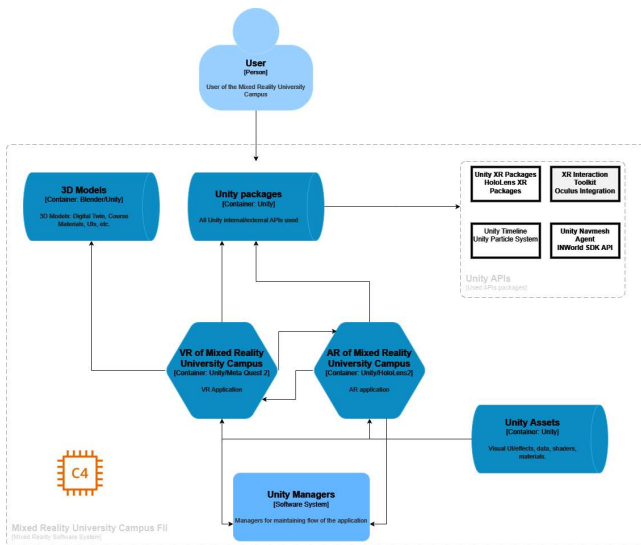 User
[Person]
User of the Mixed Reality University
Campus
3D Models
[Container: Blender/Unity]
3D Models: Digital Twin, Course
Materials, UIv, etc.
Unity packages
[Container: Unity]
All Unity internal/external APIs used
Unity XR Packages
HoloLens XR
Packages
XR Interaction
Toolkit
Oculus Integration
Unity Timeline
Unity Particle System
Unity Navmesh
Agent
INWorld SDK API
Unity APIs
[Used APIs packages]
VR of Mixed Reality
University Campus
[Container: Unity/Meta Quest 2]
VR Application
AR of Mixed Reality
University Campus
[Container: Unity/HoloLens2]
AR application
Unity Assets
[Container: Unity]
Visual UI/effects, data, shaders,
materials.
C4
Unity Managers
[Software System]
Managers for maintaining flow of the application
Mixed Reality University Campus FII
[Mixed Reality Software System]